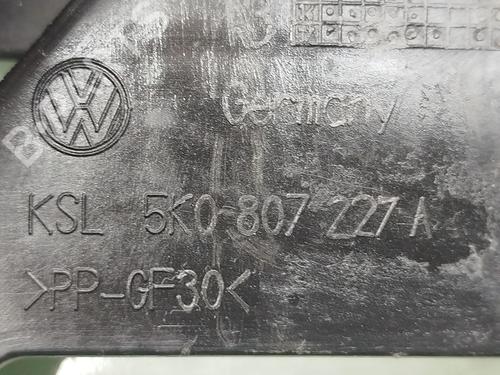 Germany
KSL 5K0 807 227 A
>PP-GF30<